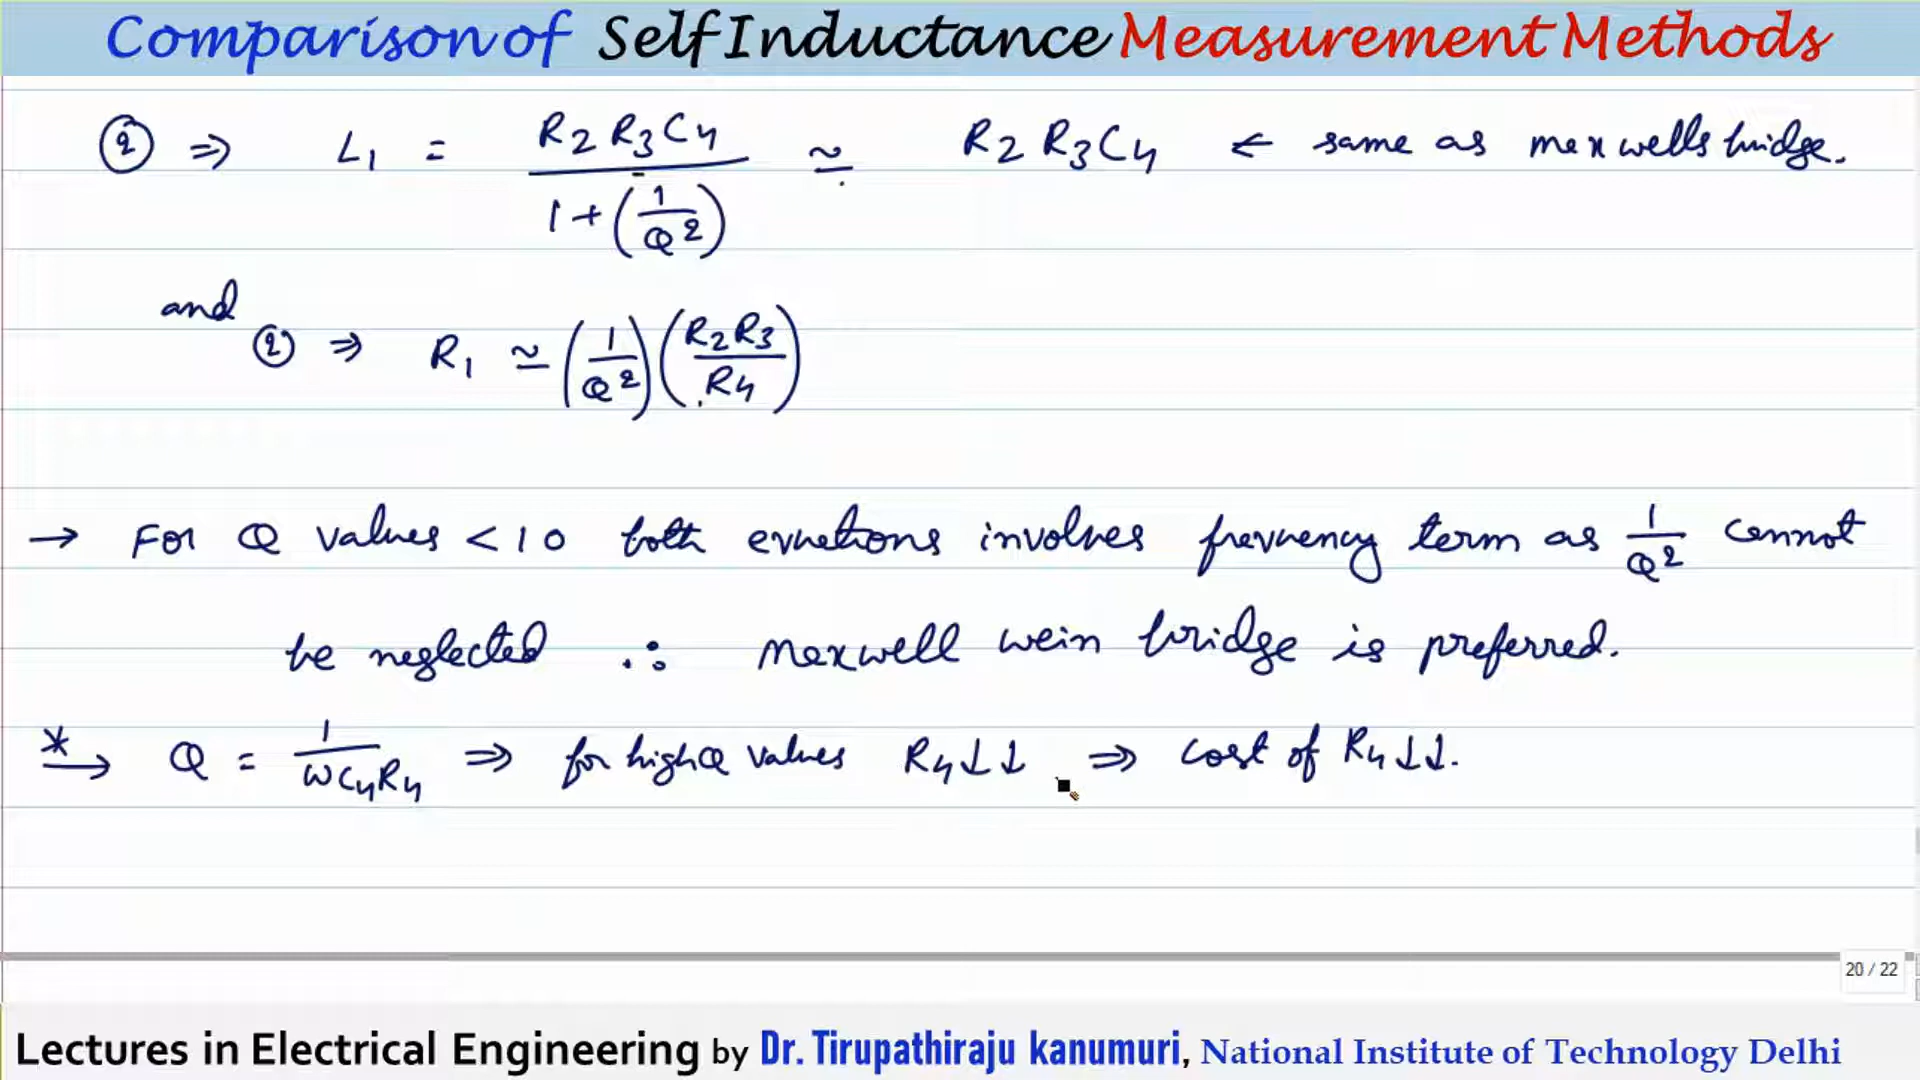 Comparison of Self Inductance Measurement Methods
② ⇒ L₁ = R₂R₃C₄ / (1 + (1/Q²)) ≃ R₂R₃C₄ ← same as maxwells bridge.
and
② ⇒ R₁ ≃ (1/Q²)(R₂R₃/R₄)
→ For Q values < 10 both equations involves frequency term as 1/Q² cannot
be neglected ∴ maxwell wein bridge is preferred.
*→ Q = 1/(ωC₄R₄) ⇒ for high Q values R₄↓↓ ⇒ cost of R₄↓↓.
20 / 22
Lectures in Electrical Engineering by Dr. Tirupathiraju kanumuri, National Institute of Technology Delhi